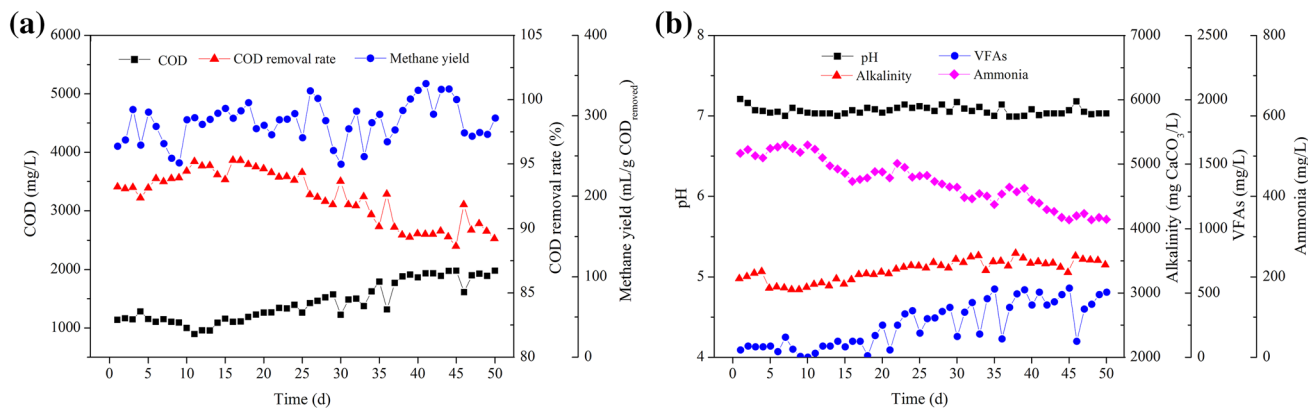 (a)
6000
5000
4000
3000
2000
1000
COD (mg/L)
COD
COD removal rate
Methane yield
0 5 10 15 20 25 30 35 40 45 50
Time (d)
105
100
95
90
85
80
COD removal rate (%)
400
300
200
100
0
Methane yield (mL/g CODremoved)
(b)
8
7
6
5
4
pH
pH
VFAs
Alkalinity
Ammonia
0 5 10 15 20 25 30 35 40 45 50
Time (d)
7000
6000
5000
4000
3000
2000
Alkalinity (mg CaCO3/L)
2500
2000
1500
1000
500
0
VFAs (mg/L)
800
600
400
200
0
Ammonia (mg/L)